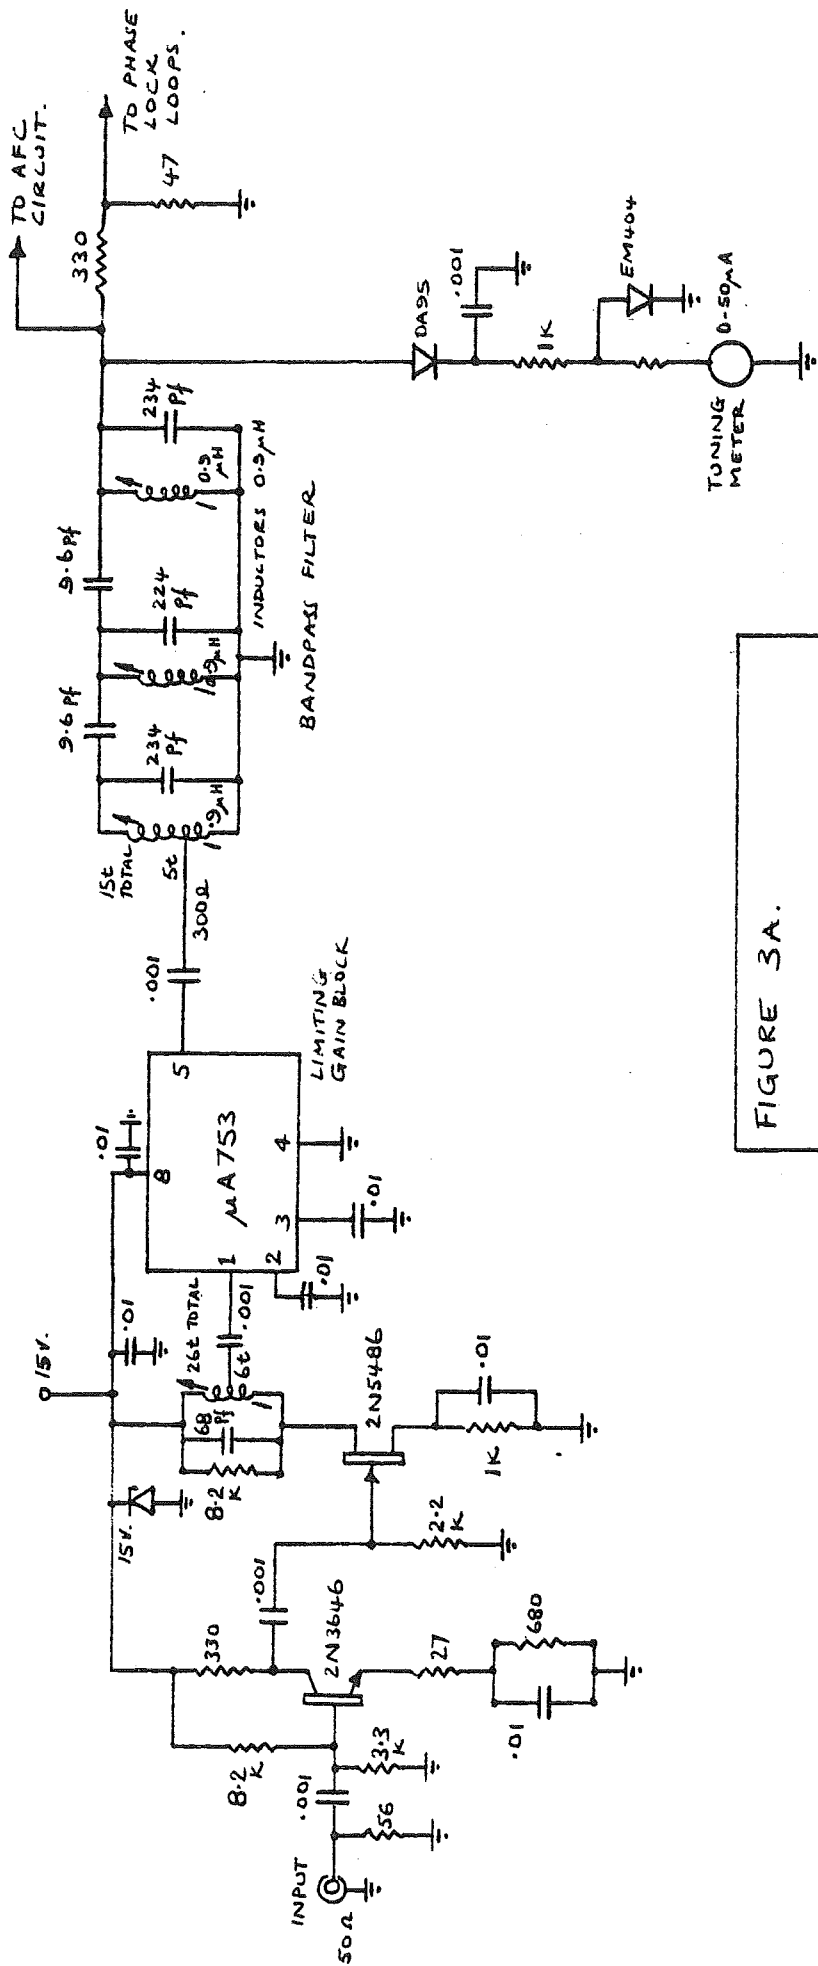 INPUT
50Ω
56
.001
3.3
K
8.2
K
330
2N3646
27
680
.01
.001
2.2
K
15V.
15V.
8.2
K
68
Pf
26t TOTAL
6t
2N5486
1K
.01
.01
.001
1
2
3
4
5
8
.01
.01
.01
μA753
LIMITING
GAIN BLOCK
.001
300Ω
15t
TOTAL
5t
.9μH
234
Pf
9.6Pf
0.9μH
224
Pf
9.6Pf
0.9
μH
234
Pf
INDUCTORS 0.9μH
BANDPASS FILTER
TO AFC
CIRCUIT.
330
TO PHASE
LOCK
LOOPS.
47
OA95
.001
1K
EM404
0-50μA
TUNING
METER
FIGURE 3A.